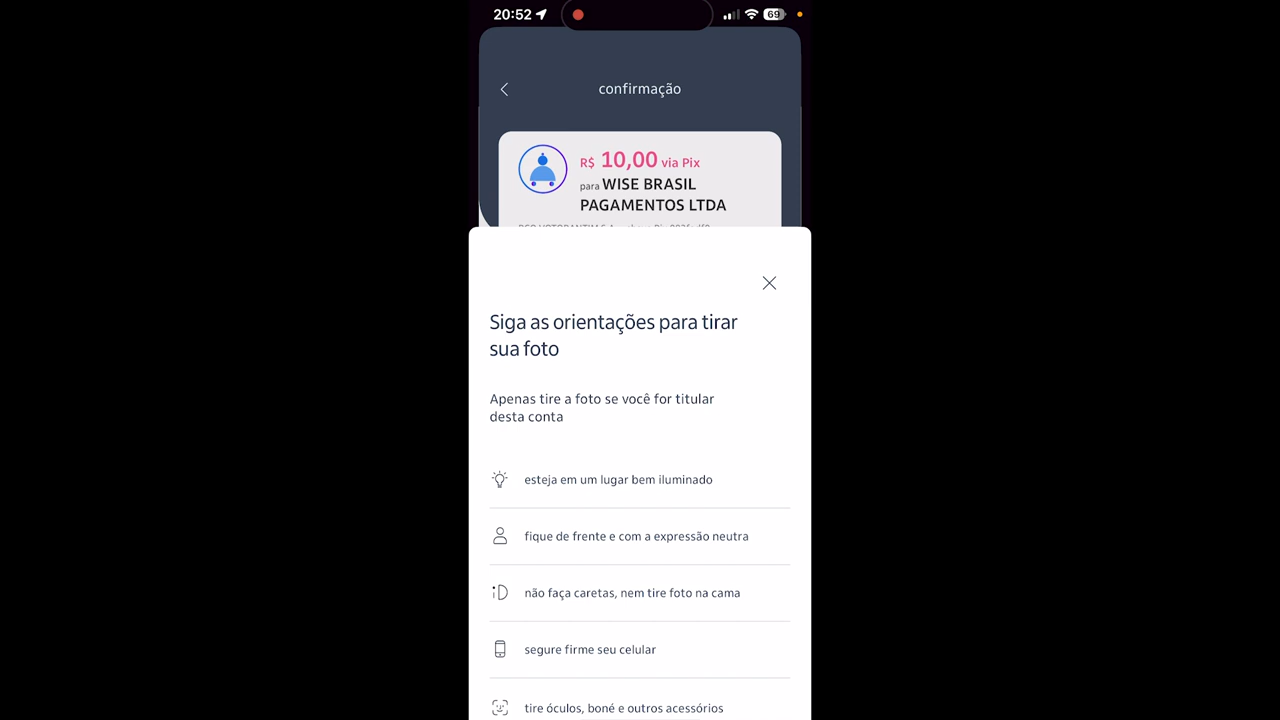 20:52
69
confirmação
R$ 10,00 via Pix
para WISE BRASIL
PAGAMENTOS LTDA
Siga as orientações para tirar
sua foto
Apenas tire a foto se você for titular
desta conta
esteja em um lugar bem iluminado
fique de frente e com a expressão neutra
não faça caretas, nem tire foto na cama
segure firme seu celular
tire óculos, boné e outros acessórios